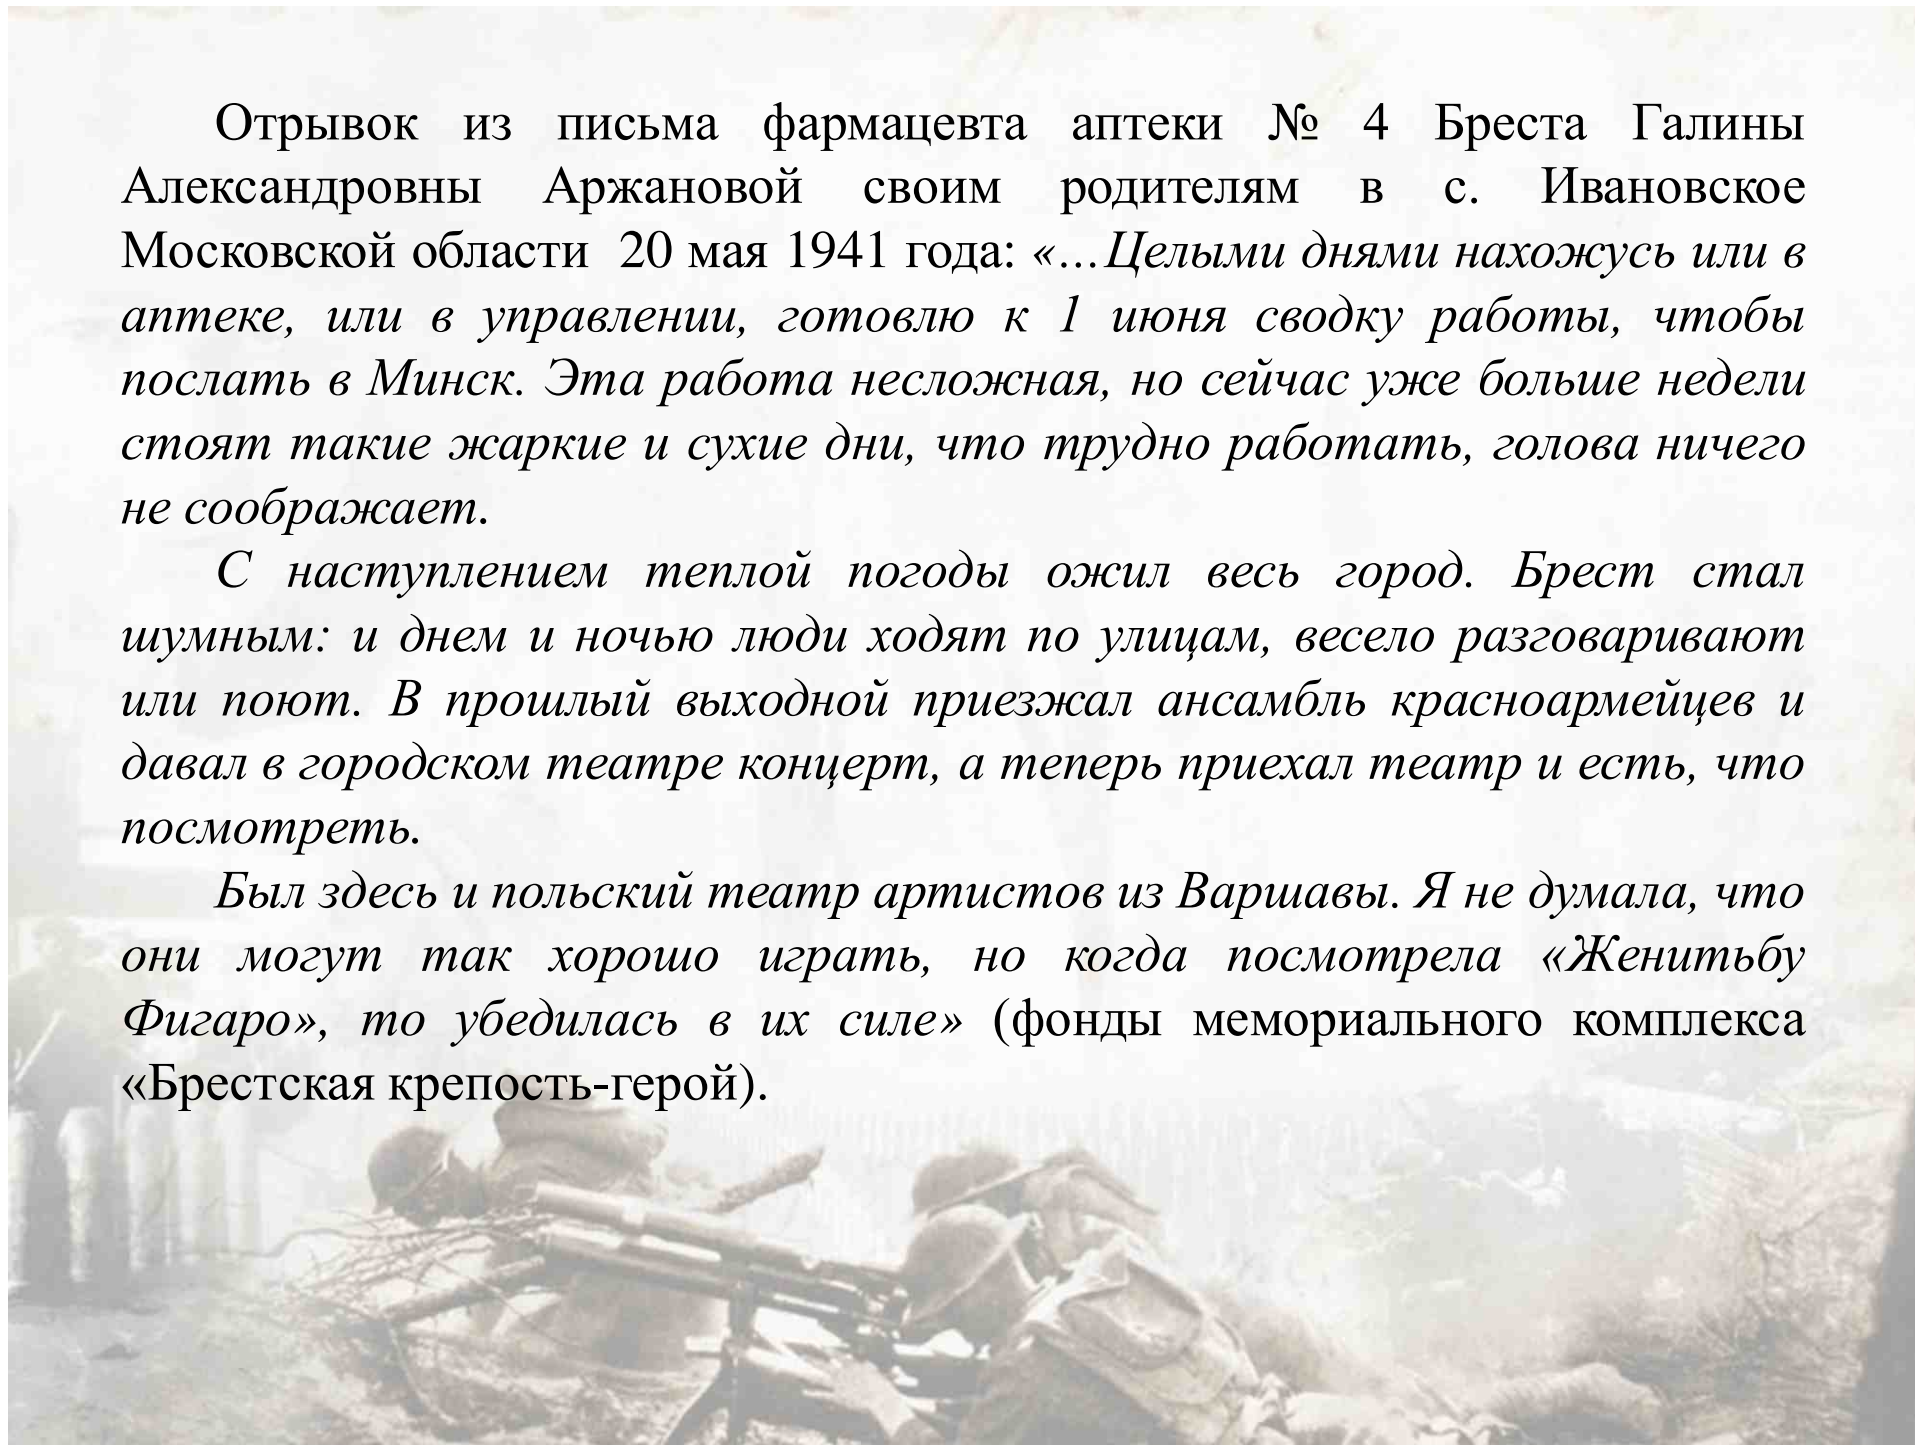 Отрывок из письма фармацевта аптеки № 4 Бреста Галины
Александровны Аржановой своим родителям в с. Ивановское
Московской области 20 мая 1941 года: «…Целыми днями нахожусь или в
аптеке, или в управлении, готовлю к 1 июня сводку работы, чтобы
послать в Минск. Эта работа несложная, но сейчас уже больше недели
стоят такие жаркие и сухие дни, что трудно работать, голова ничего
не соображает.
С наступлением теплой погоды ожил весь город. Брест стал
шумным: и днем и ночью люди ходят по улицам, весело разговаривают
или поют. В прошлый выходной приезжал ансамбль красноармейцев и
давал в городском театре концерт, а теперь приехал театр и есть, что
посмотреть.
Был здесь и польский театр артистов из Варшавы. Я не думала, что
они могут так хорошо играть, но когда посмотрела «Женитьбу
Фигаро», то убедилась в их силе» (фонды мемориального комплекса
«Брестская крепость-герой).